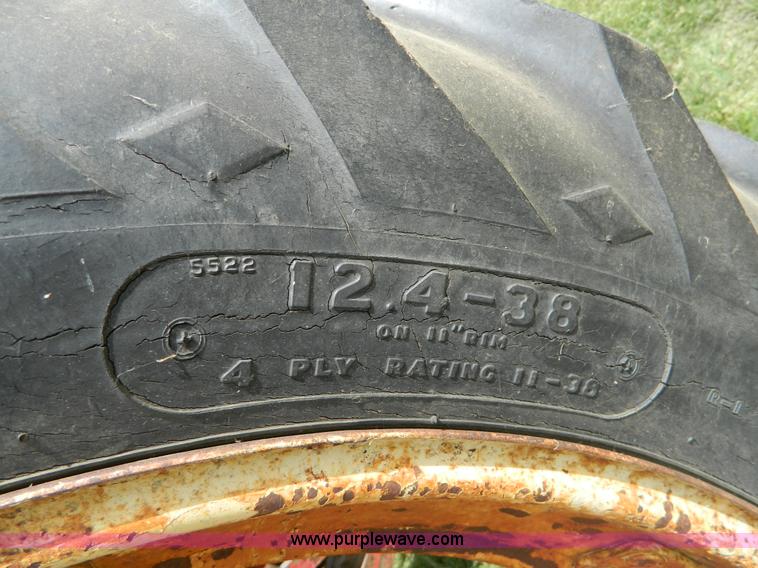 5522 12.4-38
ON 11" RIM
4 PLY RATING 11-38
R-1
www.purplewave.com